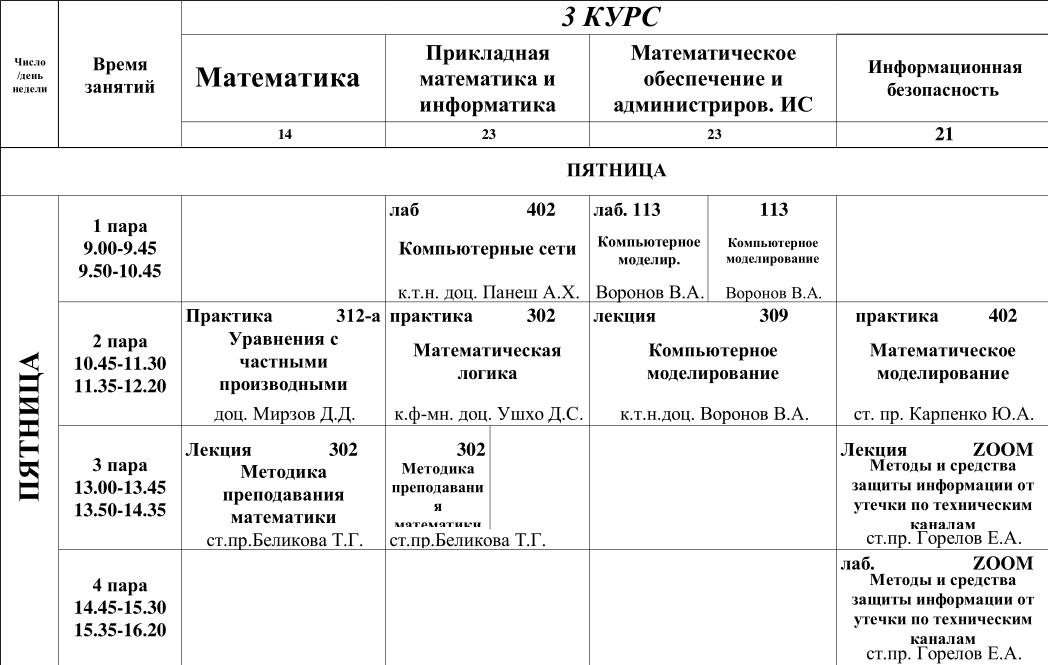 3 КУРС
Число
/день
недели
Время
занятий
Математика
Прикладная
математика и
информатика
Математическое
обеспечение и
администриров. ИС
Информационная
безопасность
14
23
23
21
ПЯТНИЦА
ПЯТНИЦА
1 пара
9.00-9.45
9.50-10.45
лаб 402
Компьютерные сети
к.т.н. доц. Панеш А.Х.
лаб. 113
Компьютерное
моделир.
Воронов В.А.
113
Компьютерное
моделирование
Воронов В.А.
2 пара
10.45-11.30
11.35-12.20
Практика 312-а
Уравнения с
частными
производными
доц. Мирзов Д.Д.
практика 302
Математическая
логика
к.ф-мн. доц. Ушхо Д.С.
лекция 309
Компьютерное
моделирование
к.т.н.доц. Воронов В.А.
практика 402
Математическое
моделирование
ст. пр. Карпенко Ю.А.
3 пара
13.00-13.45
13.50-14.35
Лекция 302
Методика
преподавания
математики
ст.пр.Беликова Т.Г.
302
Методика
преподавани
я
математики
ст.пр.Беликова Т.Г.
Лекция ZOOM
Методы и средства
защиты информации от
утечки по техническим
каналам
ст.пр. Горелов Е.А.
4 пара
14.45-15.30
15.35-16.20
лаб. ZOOM
Методы и средства
защиты информации от
утечки по техническим
каналам
ст.пр. Горелов Е.А.